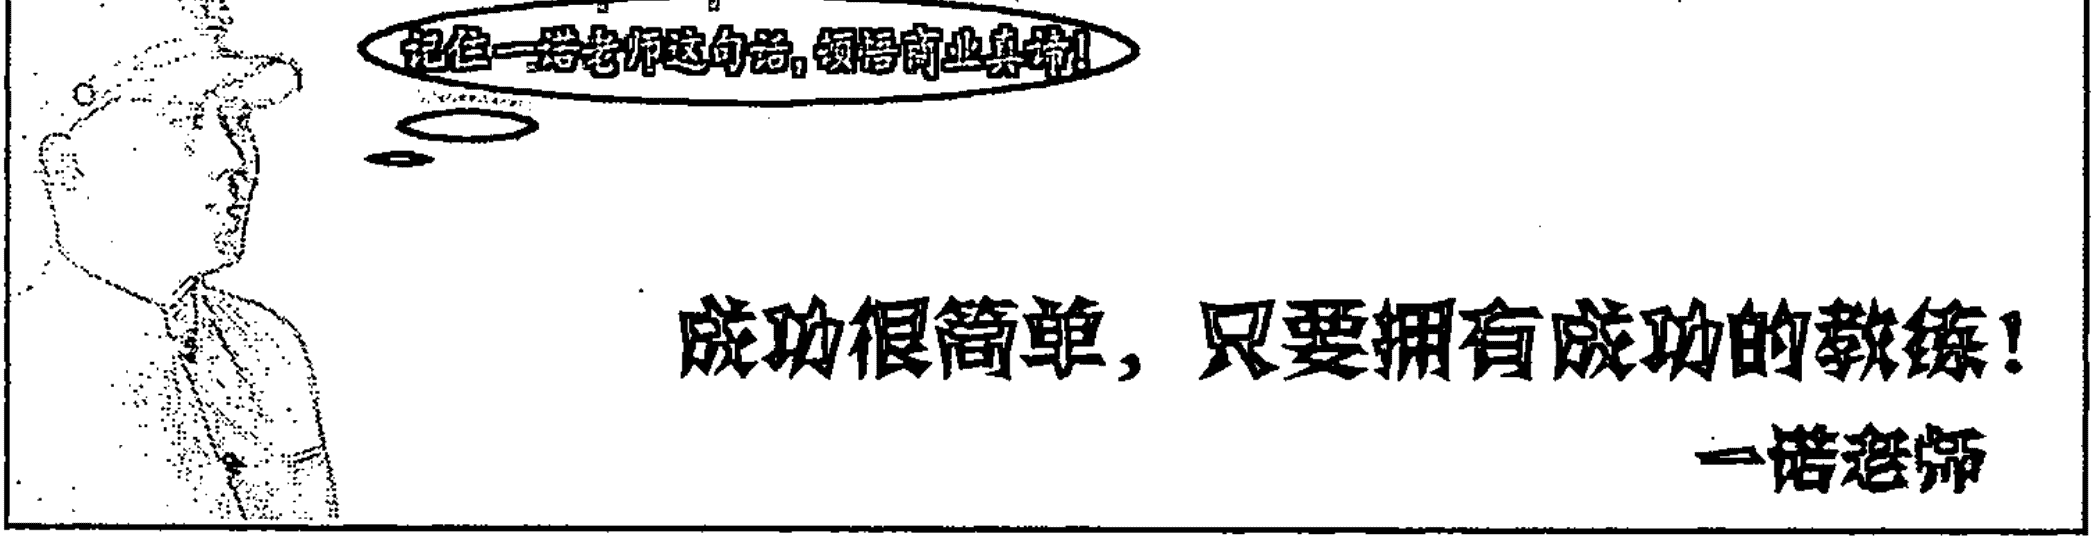 记住一诺老师这句话,领悟商业真谛!
成功很简单，只要拥有成功的教练！
一诺老师